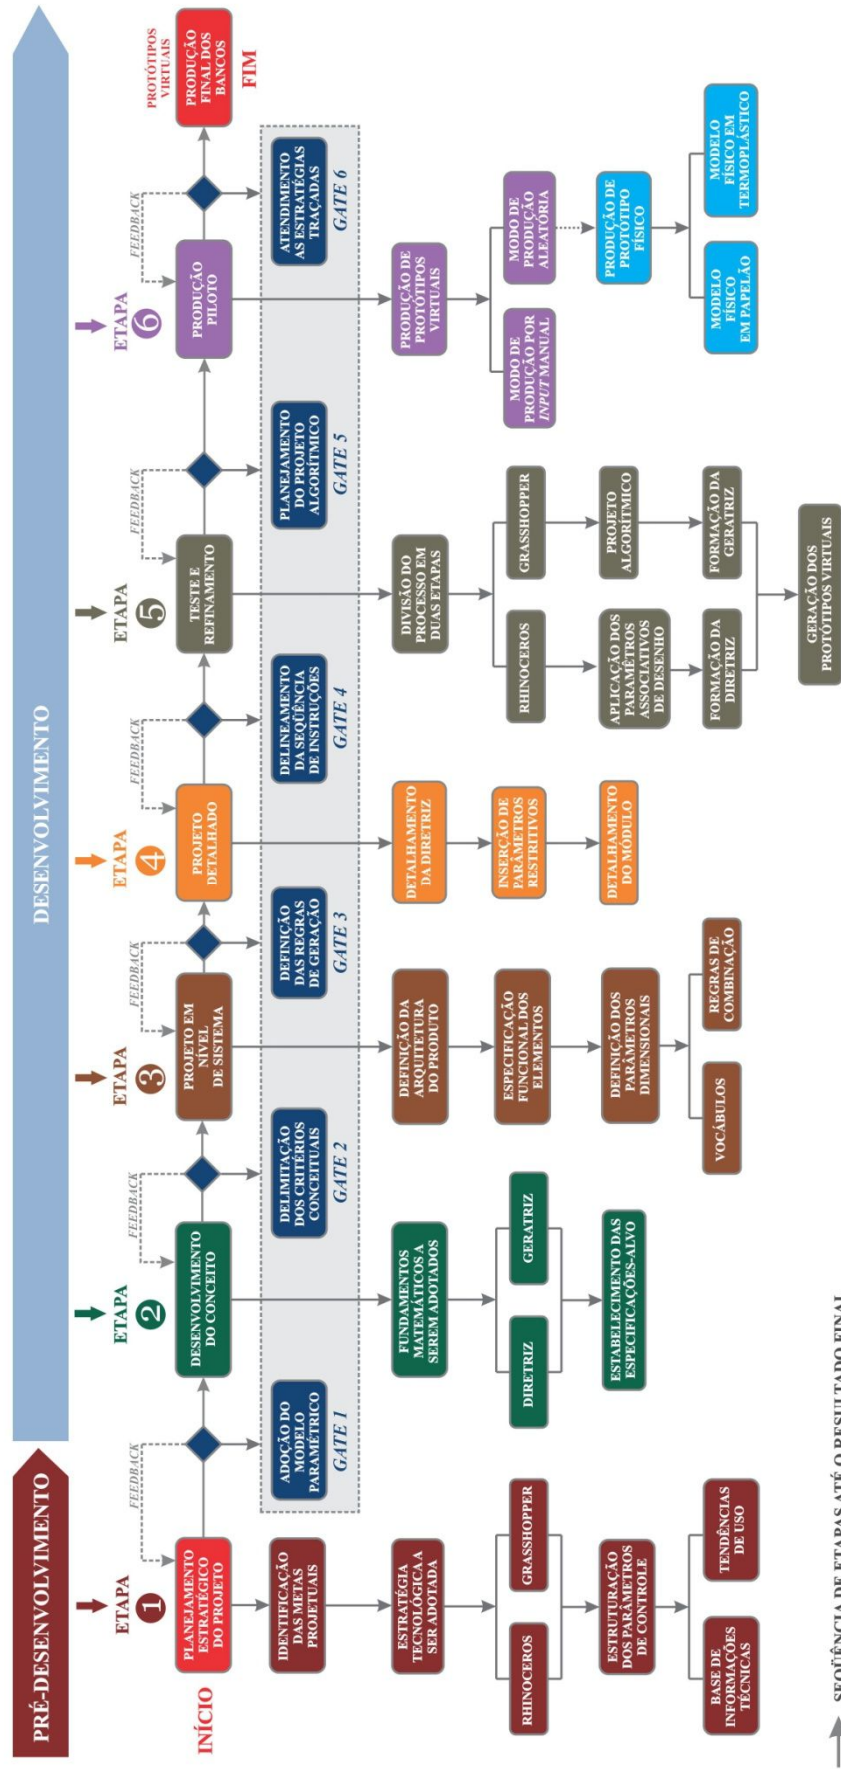 PRÉ-DESENVOLVIMENTO
DESENVOLVIMENTO
ETAPA
1
ETAPA
2
ETAPA
3
ETAPA
4
ETAPA
5
ETAPA
6
INÍCIO
PLANEJAMENTO
ESTRATÉGICO
DO PROJETO
FEEDBACK
DESENVOLVIMENTO
DO CONCEITO
FEEDBACK
PROJETO EM
NÍVEL
DE SISTEMA
FEEDBACK
PROJETO
DETALHADO
FEEDBACK
TESTE E
REFINAMENTO
FEEDBACK
PRODUÇÃO
PILOTO
FEEDBACK
PROTÓTIPOS
VIRTUAIS
PRODUÇÃO
FINAL DOS
BANCOS
FIM
ADOÇÃO DO
MODELO
PARAMÉTRICO
GATE 1
DELIMITAÇÃO
DOS CRITÉRIOS
CONCEITUAIS
GATE 2
DEFINIÇÃO
DAS REGRAS
DE GERAÇÃO
GATE 3
DELINEAMENTO
DA SEQÜÊNCIA
DE INSTRUÇÕES
GATE 4
PLANEJAMENTO
DO PROJETO
ALGORÍTMICO
GATE 5
ATENDIMENTO
AS ESTRATÉGIAS
TRAÇADAS
GATE 6
IDENTIFICAÇÃO
DAS METAS
PROJETUAIS
ESTRATÉGIA
TECNOLÓGICA A
SER ADOTADA
RHINOCEROS
GRASSHOPPER
ESTRUTURAÇÃO
DOS PARÂMETROS
DE CONTROLE
BASE DE
INFORMAÇÕES
TÉCNICAS
TENDÊNCIAS
DE USO
FUNDAMENTOS
MATEMÁTICOS A
SEREM ADOTADOS
DIRETRIZ
GERATRIZ
ESTABELECIMENTO DAS
ESPECIFICAÇÕES-ALVO
DEFINIÇÃO DA
ARQUITETURA
DO PRODUTO
ESPECIFICAÇÃO
FUNCIONAL DOS
ELEMENTOS
DEFINIÇÃO DOS
PARÂMETROS
DIMENSIONAIS
VOCÁBULOS
REGRAS DE
COMBINAÇÃO
DETALHAMENTO
DA DIRETRIZ
INSERÇÃO DE
PARÂMETROS
RESTRITIVOS
DETALHAMENTO
DO MÓDULO
DIVISÃO DO
PROCESSO EM
DUAS ETAPAS
RHINOCEROS
GRASSHOPPER
APLICAÇÃO DOS
PARAMÊTROS
ASSOCIATIVOS
DE DESENHO
PROJETO
ALGORÍTMICO
FORMAÇÃO DA
DIRETRIZ
FORMAÇÃO DA
GERATRIZ
GERAÇÃO DOS
PROTÓTIPOS VIRTUAIS
PRODUÇÃO DE
PROTÓTIPOS
VIRTUAIS
MODO DE
PRODUÇÃO POR
INPUT MANUAL
MODO DE
PRODUÇÃO
ALEATÓRIA
PRODUÇÃO DE
PROTÓTIPO
FÍSICO
MODELO
FÍSICO
EM PAPELÃO
MODELO
FÍSICO EM
TERMOPLÁSTICO
SEQÜÊNCIA DE ETAPAS ATÉ O RESULTADO FINAL